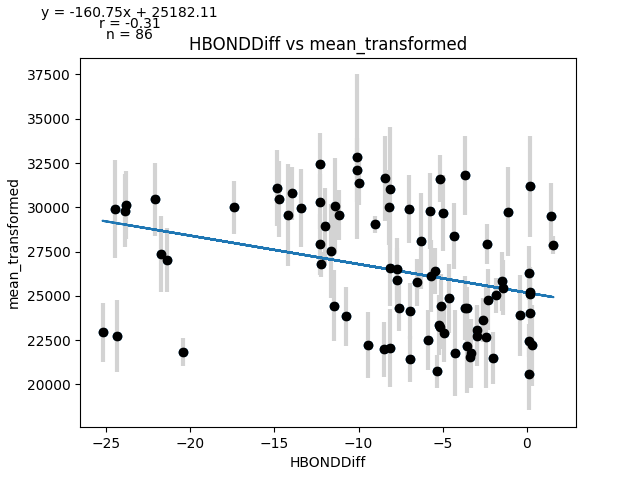 y = -160.75x + 25182.11
r = -0.31
n = 86
HBONDDiff vs mean_transformed
37500
35000
32500
30000
27500
25000
22500
20000
mean_transformed
−25
−20
−15
−10
−5
0
HBONDDiff